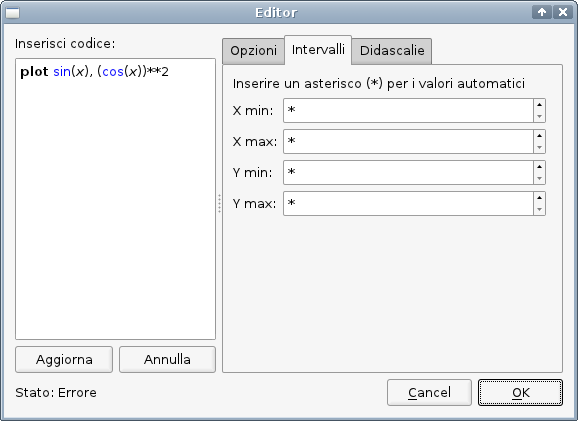 Editor
Inserisci codice:
plot sin(x), (cos(x))**2
Aggiorna
Annulla
Stato: Errore
Opzioni
Intervalli
Didascalie
Inserire un asterisco (*) per i valori automatici
X min: *
X max: *
Y min: *
Y max: *
Cancel
OK